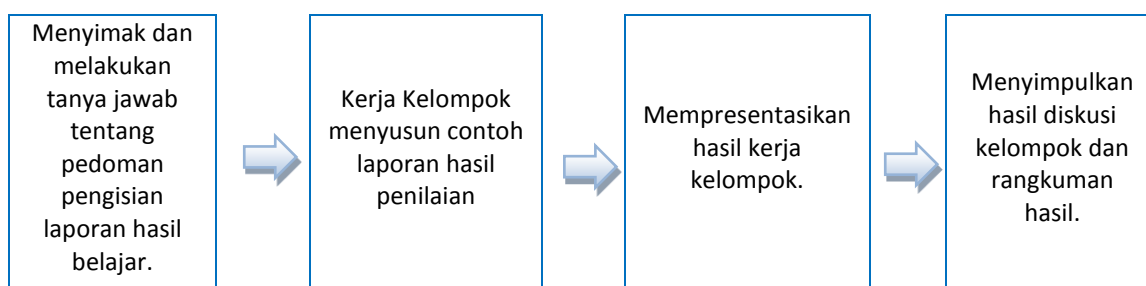 Menyimak dan
melakukan
tanya jawab
tentang
pedoman
pengisian
laporan hasil
belajar.
Kerja Kelompok
menyusun contoh
laporan hasil
penilaian
Mempresentasikan
hasil kerja
kelompok.
Menyimpulkan
hasil diskusi
kelompok dan
rangkuman
hasil.